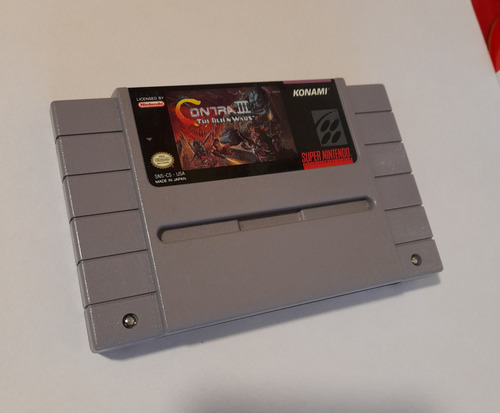 LICENSED BY
Nintendo
CONTRA III
THE ALIEN WARS
KONAMI
SNS-CS-USA
MADE IN JAPAN
SUPER NINTENDO